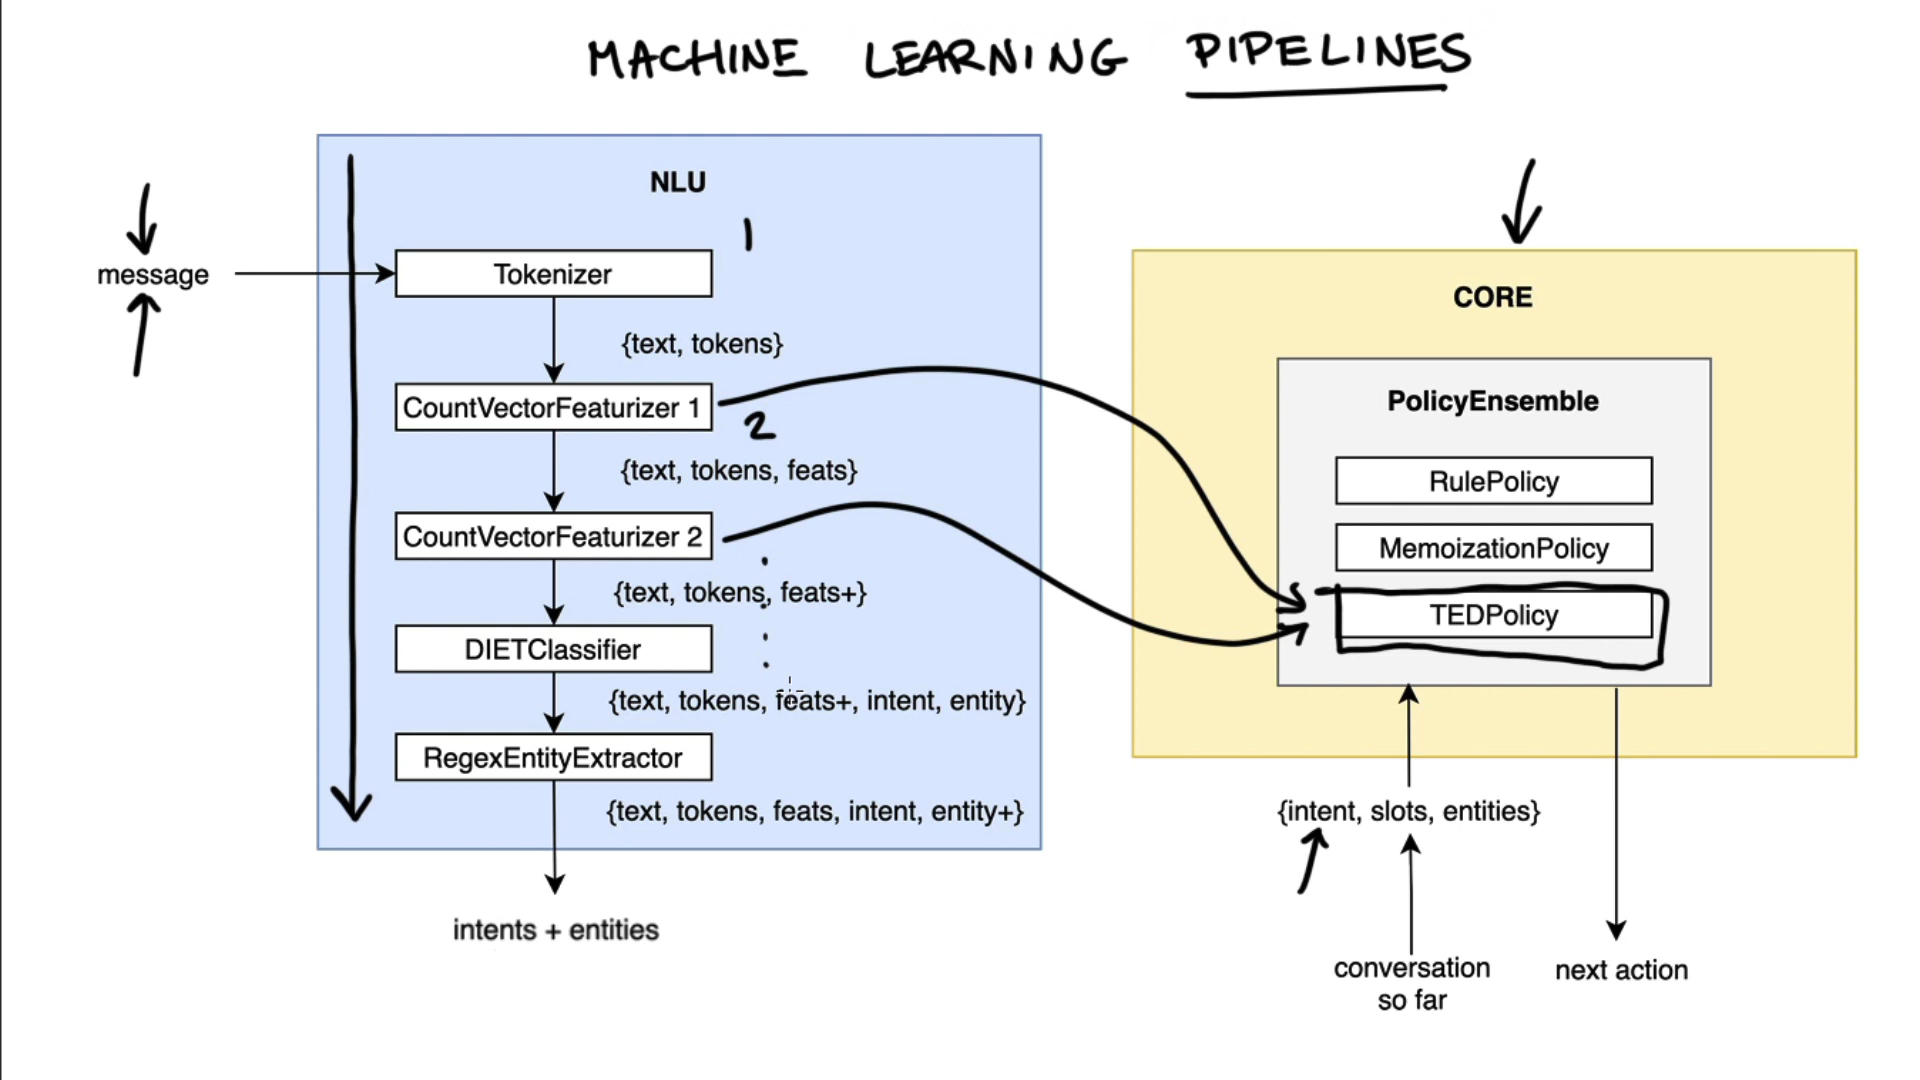 MACHINE LEARNING PIPELINES
NLU
1
message
Tokenizer
{text, tokens}
CountVectorFeaturizer 1
2
{text, tokens, feats}
CountVectorFeaturizer 2
{text, tokens, feats+}
DIETClassifier
{text, tokens, feats+, intent, entity}
RegexEntityExtractor
{text, tokens, feats, intent, entity+}
intents + entities
CORE
PolicyEnsemble
RulePolicy
MemoizationPolicy
TEDPolicy
{intent, slots, entities}
conversation
so far
next action